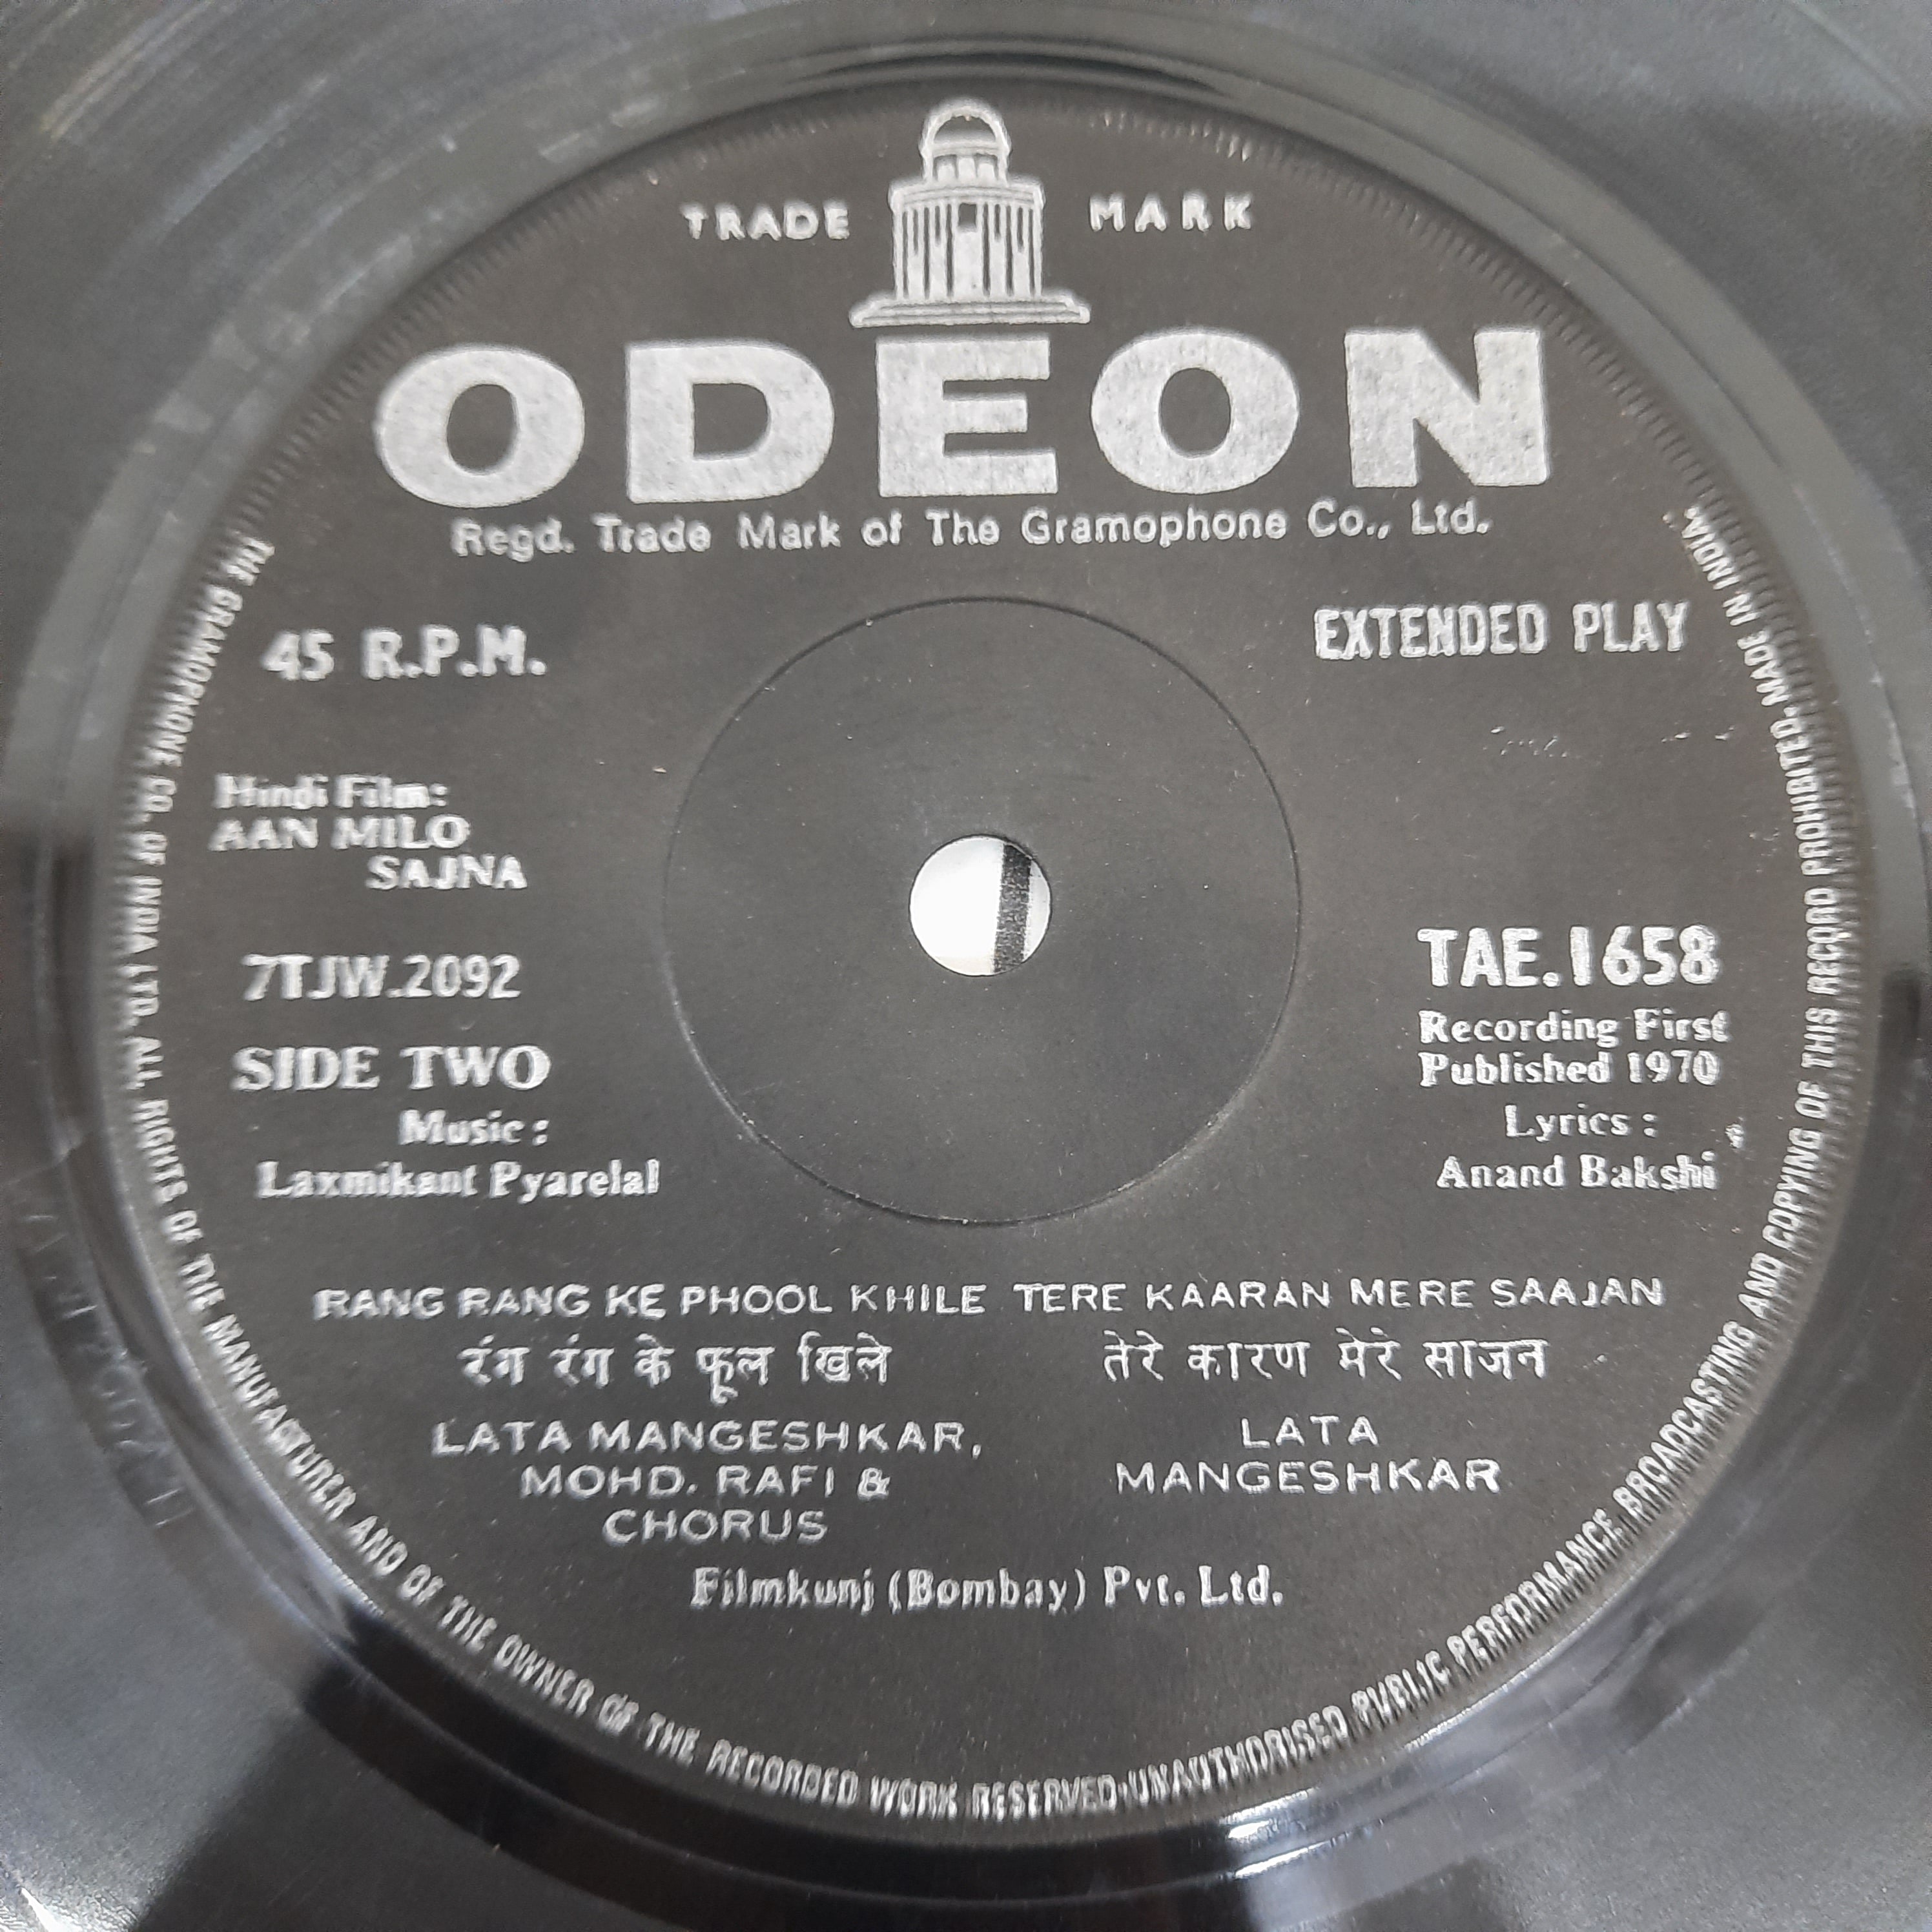 TRADE MARK
ODEON
Regd. Trade Mark of The Gramophone Co., Ltd.
45 R.P.M.
EXTENDED PLAY
Hindi Film:
AAN MILO
SAJNA
7TJW.2092
SIDE TWO
Music :
Laxmikant Pyarelal
TAE.1658
Recording First
Published 1970
Lyrics :
Anand Bakshi
RANG RANG KE PHOOL KHILE
रंग रंग के फूल खिले
LATA MANGESHKAR,
MOHD. RAFI &
CHORUS
TERE KAARAN MERE SAAJAN
तेरे कारण मेरे साजन
LATA
MANGESHKAR
Filmkunj (Bombay) Pvt. Ltd.
THE GRAMOPHONE CO. OF INDIA LTD. ALL RIGHTS OF THE MANUFACTURER AND OF THE OWNER OF THE RECORDED WORK RESERVED·UNAUTHORISED PUBLIC PERFORMANCE, BROADCASTING AND COPYING OF THIS RECORD PROHIBITED. MADE IN INDIA.